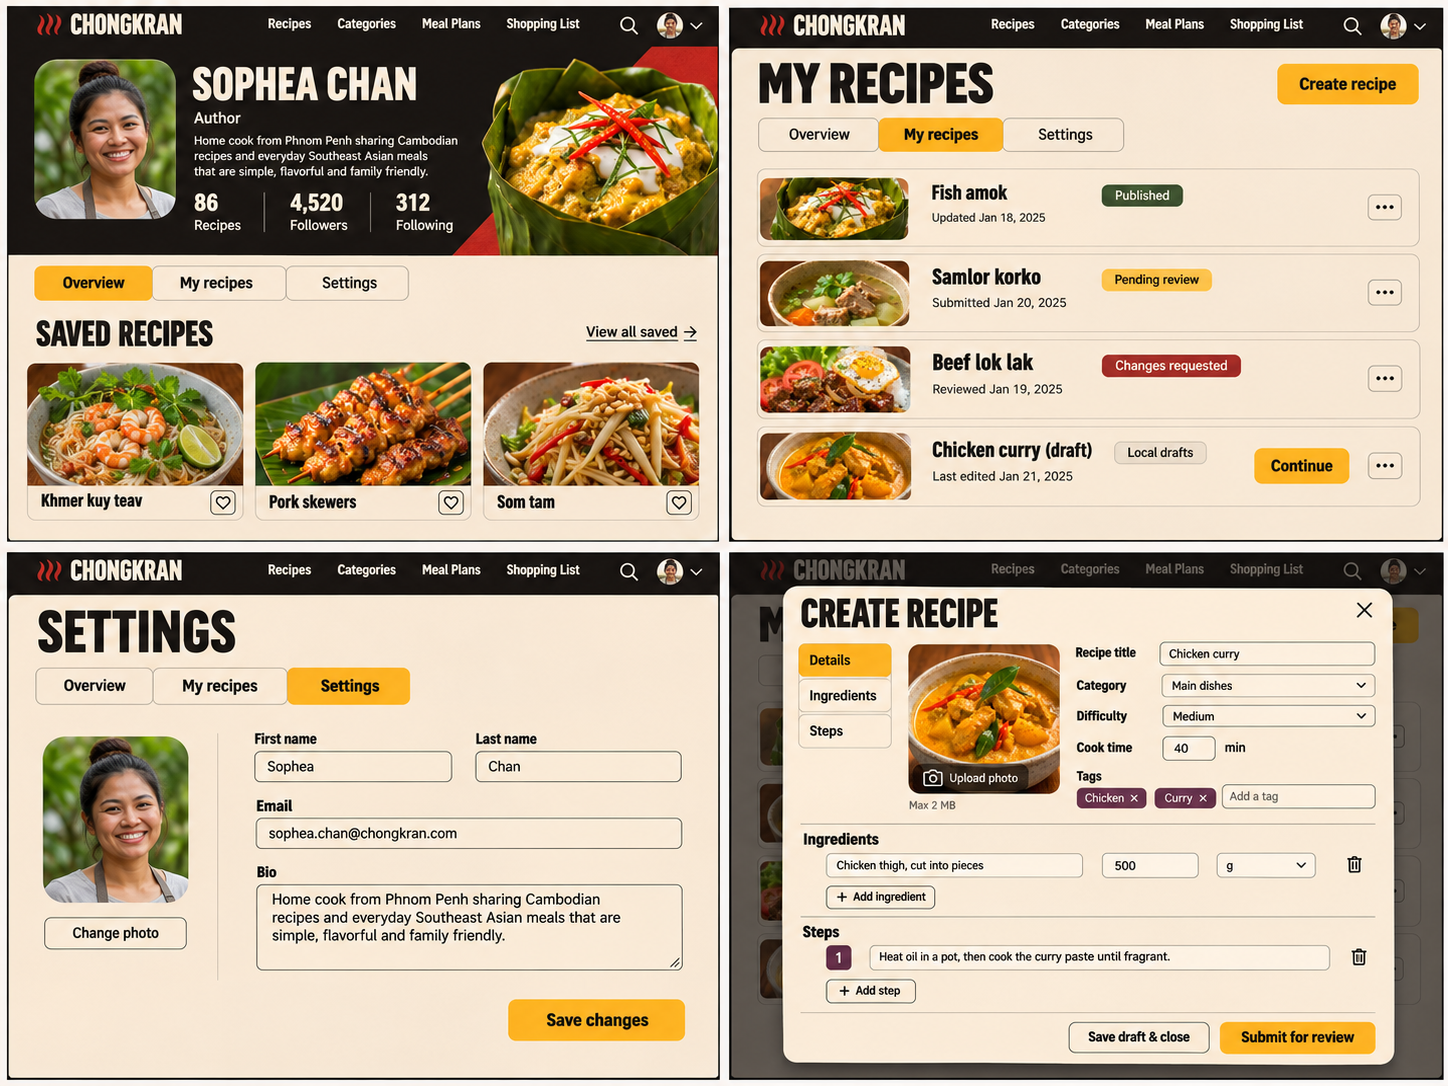 CHONGKRAN
Recipes
Categories
Meal Plans
Shopping List
SOPHEA CHAN
Author
Home cook from Phnom Penh sharing Cambodian
recipes and everyday Southeast Asian meals
that are simple, flavorful and family friendly.
86
Recipes
4,520
Followers
312
Following
Overview
My recipes
Settings
SAVED RECIPES
View all saved →
Khmer kuy teav
Pork skewers
Som tam
CHONGKRAN
Recipes
Categories
Meal Plans
Shopping List
MY RECIPES
Create recipe
Overview
My recipes
Settings
Fish amok
Published
Updated Jan 18, 2025
Samlor korko
Pending review
Submitted Jan 20, 2025
Beef lok lak
Changes requested
Reviewed Jan 19, 2025
Chicken curry (draft)
Local drafts
Last edited Jan 21, 2025
Continue
CHONGKRAN
Recipes
Categories
Meal Plans
Shopping List
SETTINGS
Overview
My recipes
Settings
First name
Last name
Sophea
Chan
Email
sophea.chan@chongkran.com
Bio
Home cook from Phnom Penh sharing Cambodian
recipes and everyday Southeast Asian meals that are
simple, flavorful and family friendly.
Change photo
Save changes
CHONGKRAN
Recipes
Categories
Meal Plans
Shopping List
M
e
CREATE RECIPE
Details
Ingredients
Steps
Upload photo
Max 2 MB
Recipe title
Chicken curry
Category
Main dishes
Difficulty
Medium
Cook time
40
min
Tags
Chicken ×
Curry ×
Add a tag
Ingredients
Chicken thigh, cut into pieces
500
g
+ Add ingredient
Steps
1
Heat oil in a pot, then cook the curry paste until fragrant.
+ Add step
Save draft & close
Submit for review